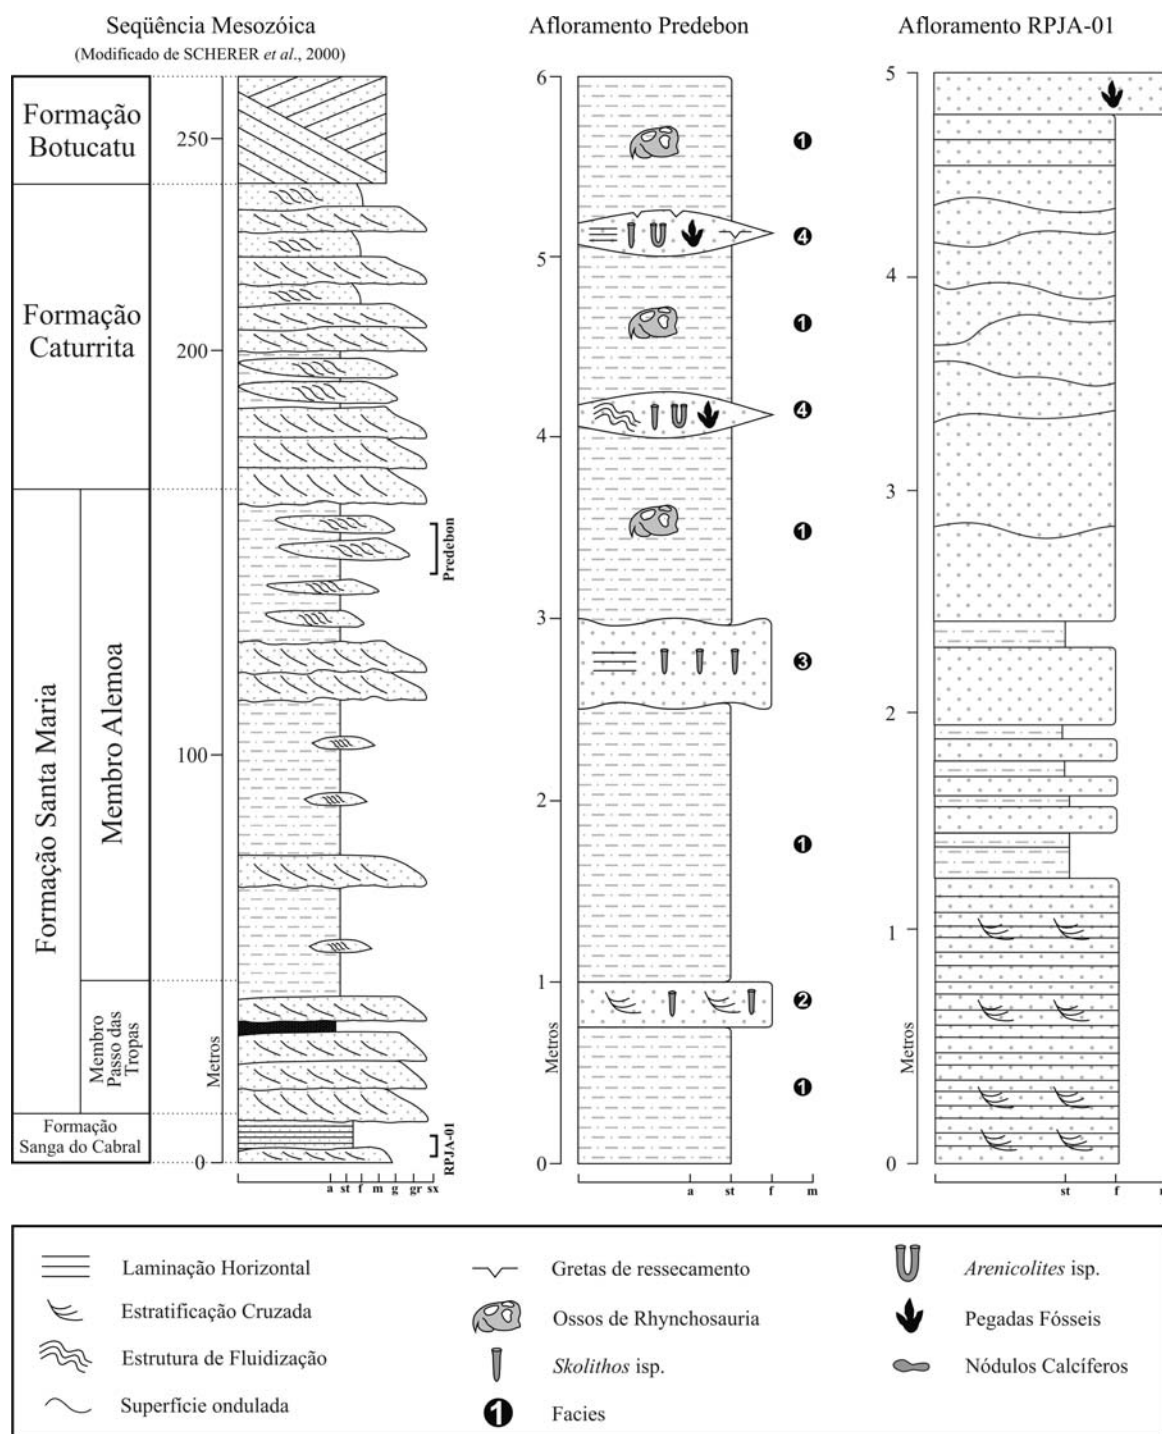 Seqüência Mesozóica
(Modificado de SCHERER et al., 2000)
Afloramento Predebon
Afloramento RPJA-01
Formação
Botucatu
Formação
Caturrita
Formação Santa Maria
Membro Alemoa
Membro
Passo das
Tropas
Formação
Sanga do Cabral
250
200
100
0
Metros
Predebon
RPJA-01
a st f m g gr sx
6
5
4
3
2
1
0
Metros
1
4
1
4
1
3
1
2
1
a st f m
5
4
3
2
1
0
Metros
st f
Laminação Horizontal
Estratificação Cruzada
Estrutura de Fluidização
Superfície ondulada
Gretas de ressecamento
Ossos de Rhynchosauria
Skolithos isp.
1 Facies
Arenicolites isp.
Pegadas Fósseis
Nódulos Calcíferos